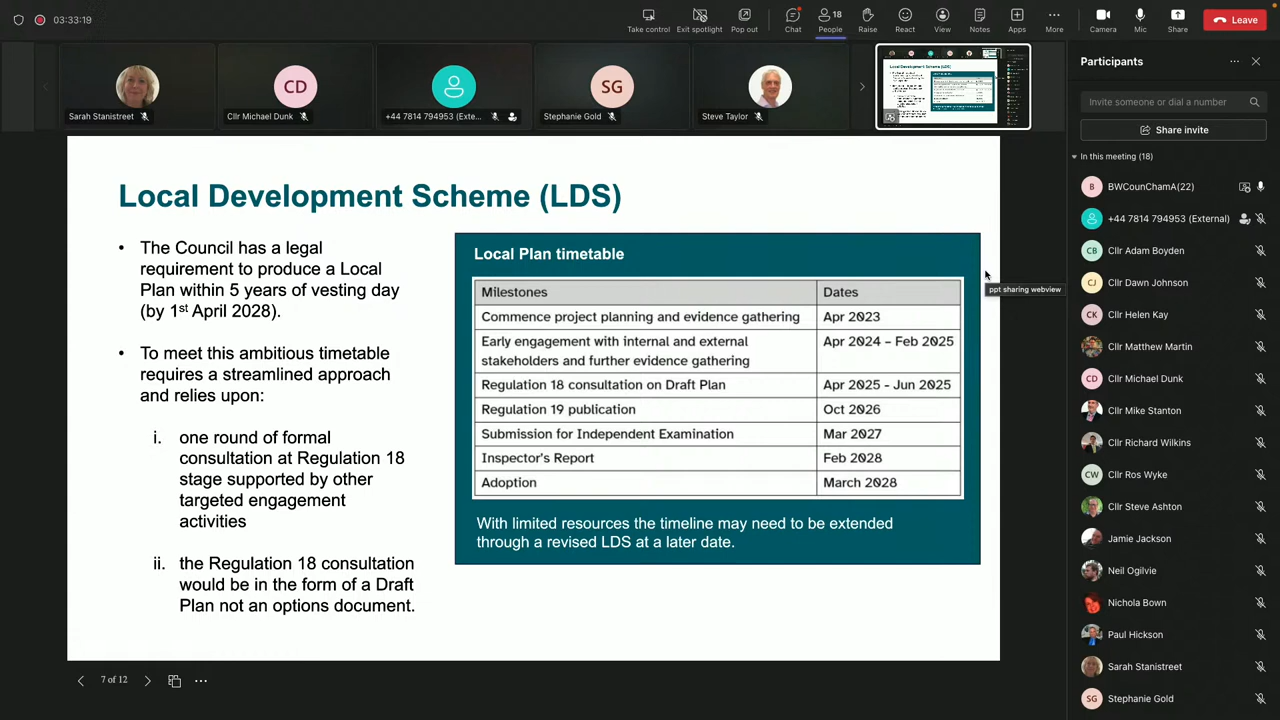 03:33:19
Take control
Exit spotlight
Pop out
Chat
18
People
Raise
React
View
Notes
Apps
More
Camera
Mic
Share
Leave
Sarah Stanistreet
CD
Cllr Michael Dunk
+44 7814 794953 (Exte...
SG
Stephanie Gold
Steve Taylor
Local Development Scheme (LDS)
Participants
Invite someone or dial a number
Share invite
In this meeting (18)
B BWCounChamA(22)
+44 7814 794953 (External)
CB Cllr Adam Boyden
CJ Cllr Dawn Johnson
CK Cllr Helen Kay
Cllr Matthew Martin
CD Cllr Michael Dunk
Cllr Mike Stanton
Cllr Richard Wilkins
CW Cllr Ros Wyke
Cllr Steve Ashton
Jamie Jackson
Neil Ogilvie
Nichola Bown
Paul Hickson
Sarah Stanistreet
SG Stephanie Gold
Local Development Scheme (LDS)
• The Council has a legal
requirement to produce a Local
Plan within 5 years of vesting day
(by 1st April 2028).
• To meet this ambitious timetable
requires a streamlined approach
and relies upon:
i. one round of formal
consultation at Regulation 18
stage supported by other
targeted engagement
activities
ii. the Regulation 18 consultation
would be in the form of a Draft
Plan not an options document.
Local Plan timetable
Milestones Dates
Commence project planning and evidence gathering Apr 2023
Early engagement with internal and external Apr 2024 – Feb 2025
stakeholders and further evidence gathering
Regulation 18 consultation on Draft Plan Apr 2025 - Jun 2025
Regulation 19 publication Oct 2026
Submission for Independent Examination Mar 2027
Inspector's Report Feb 2028
Adoption March 2028
With limited resources the timeline may need to be extended
through a revised LDS at a later date.
ppt sharing webview
7 of 12